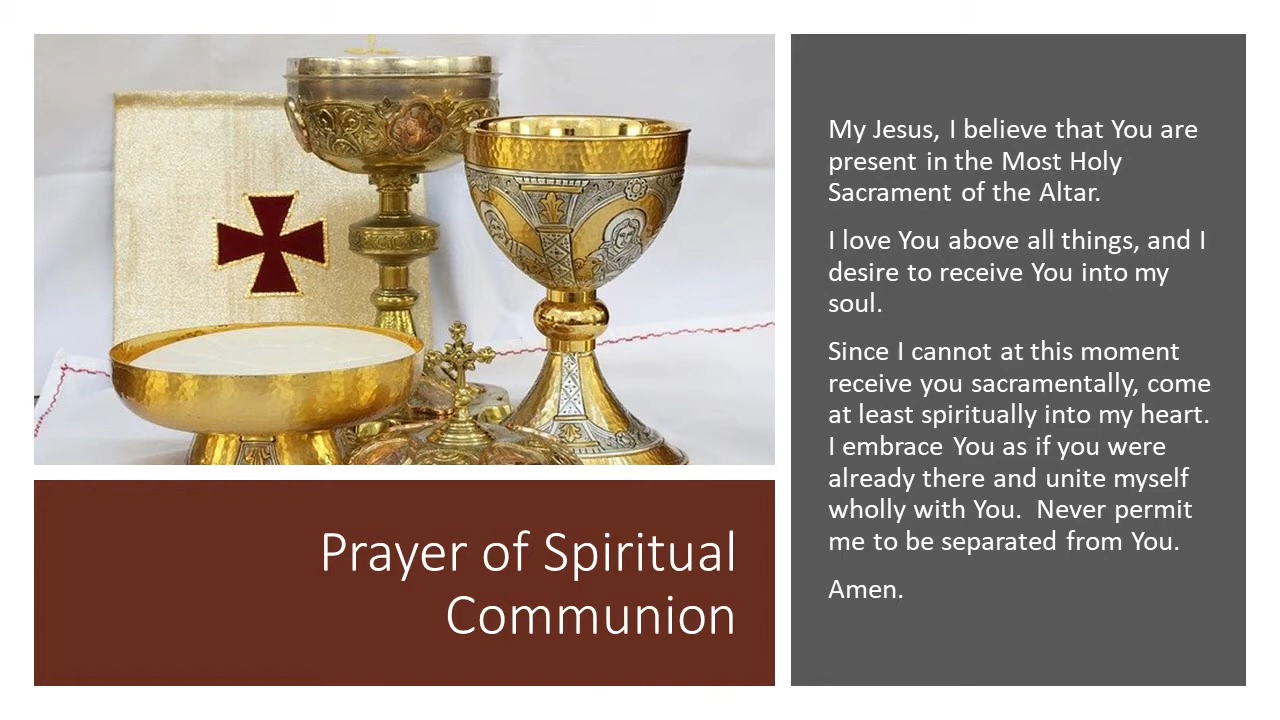 Prayer of Spiritual
Communion
My Jesus, I believe that You are
present in the Most Holy
Sacrament of the Altar.
I love You above all things, and I
desire to receive You into my
soul.
Since I cannot at this moment
receive you sacramentally, come
at least spiritually into my heart.
I embrace You as if you were
already there and unite myself
wholly with You.  Never permit
me to be separated from You.
Amen.